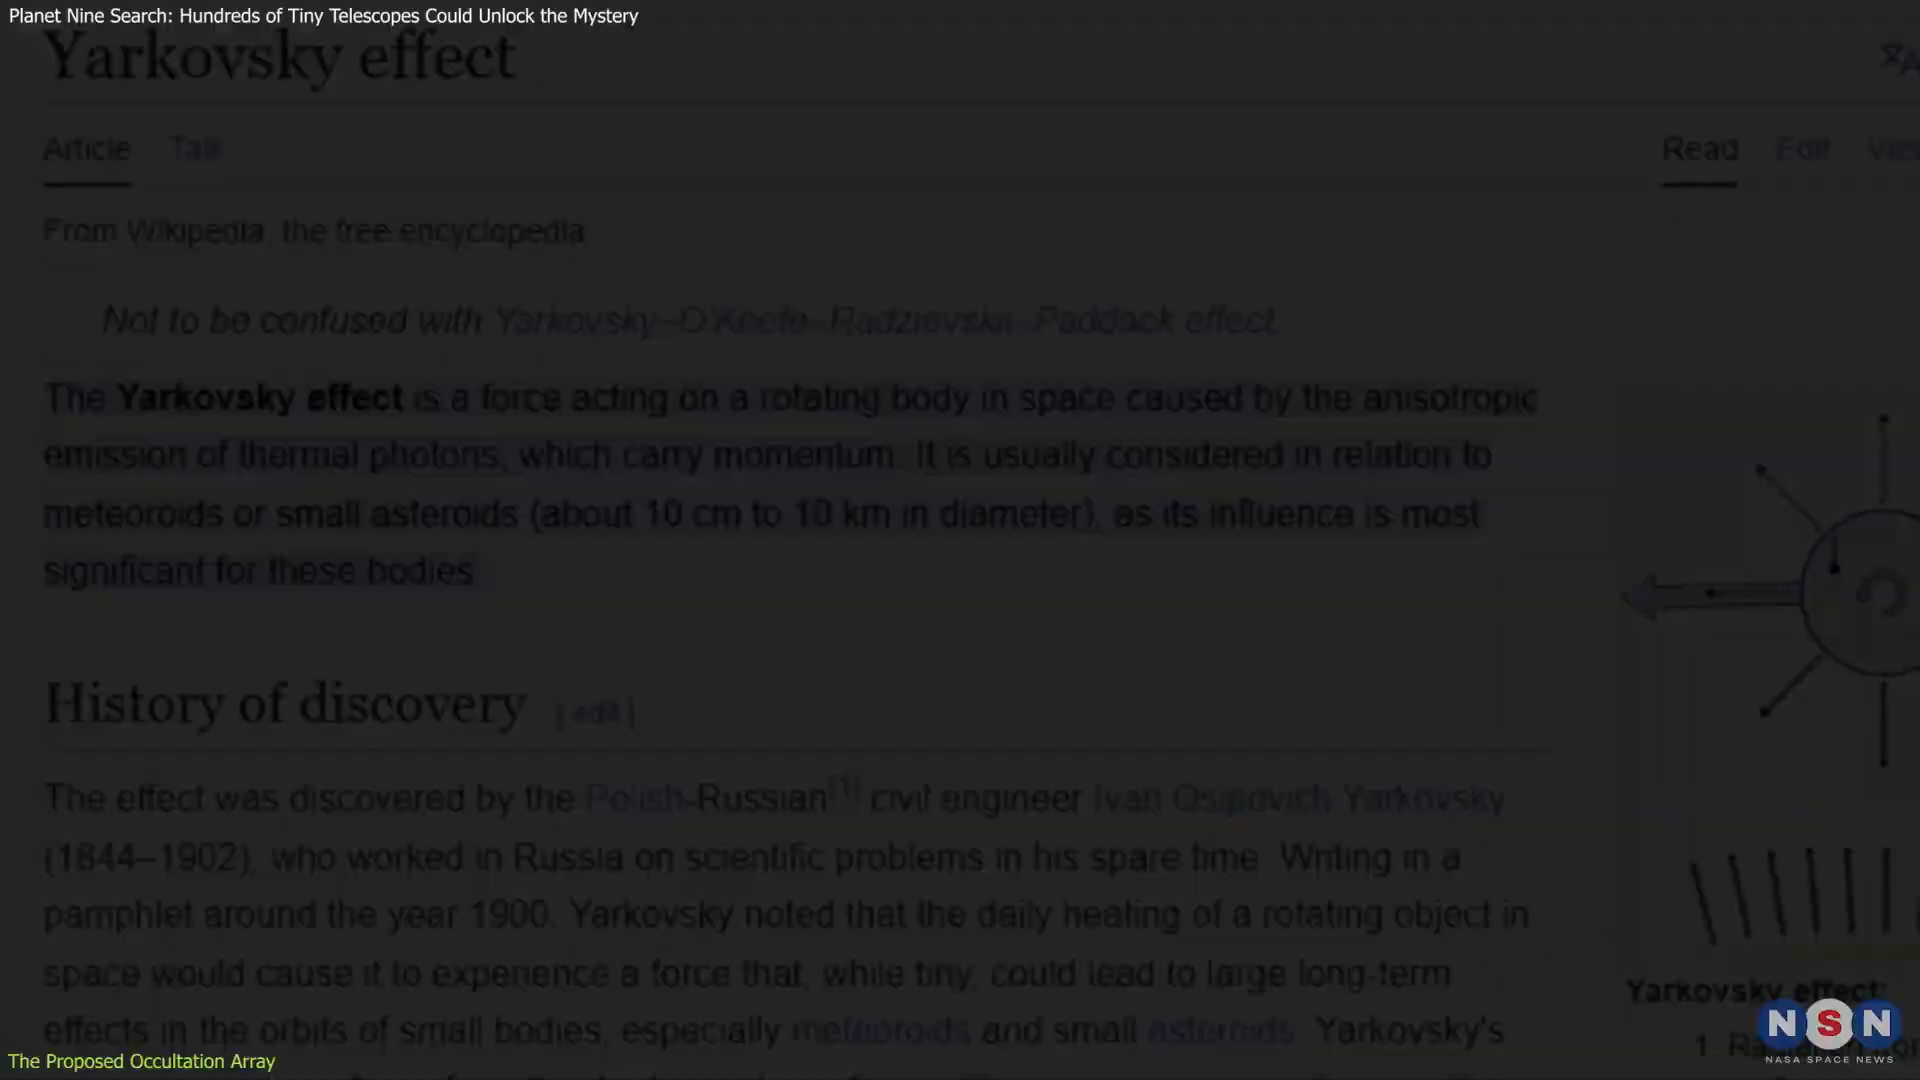 Planet Nine Search: Hundreds of Tiny Telescopes Could Unlock the Mystery
Yarkovsky effect
Article Talk Read Edit
From Wikipedia, the free encyclopedia
Not to be confused with Yarkovsky–O'Keefe–Radzievskii–Paddack effect.
The Yarkovsky effect is a force acting on a rotating body in space caused by the anisotropic
emission of thermal photons, which carry momentum. It is usually considered in relation to
meteoroids or small asteroids (about 10 cm to 10 km in diameter), as its influence is most
significant for these bodies.
History of discovery [ edit ]
The effect was discovered by the Polish-Russian[1] civil engineer Ivan Osipovich Yarkovsky
(1844–1902), who worked in Russia on scientific problems in his spare time. Writing in a
pamphlet around the year 1900, Yarkovsky noted that the daily heating of a rotating object in
space would cause it to experience a force that, while tiny, could lead to large long-term
effects in the orbits of small bodies, especially meteoroids and small asteroids. Yarkovsky's
Yarkovsky effect:
1.
NSN
NASA SPACE NEWS
The Proposed Occultation Array